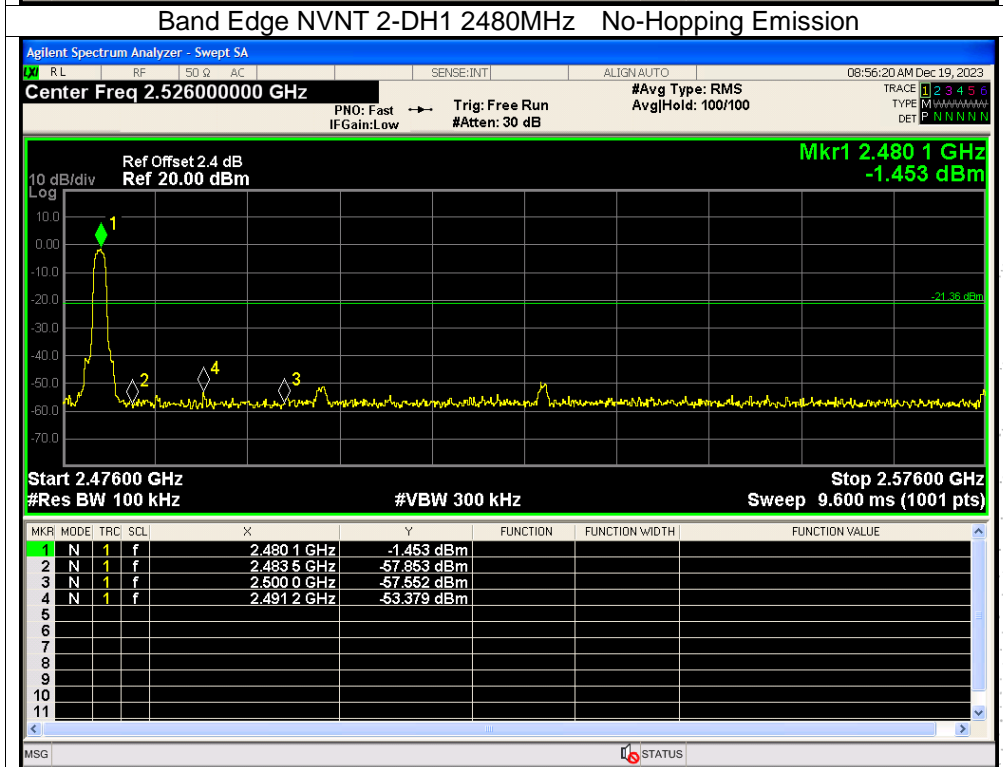 Band Edge NVNT 2-DH1 2480MHz No-Hopping Emission
Agilent Spectrum Analyzer - Swept SA
LXI RL RF 50 Ω AC SENSE:INT ALIGN AUTO 08:56:20 AM Dec 19, 2023
Center Freq 2.526000000 GHz #Avg Type: RMS TRACE 1 2 3 4 5 6
PNO: Fast Trig: Free Run Avg|Hold: 100/100 TYPE M WWWWW
IFGain:Low #Atten: 30 dB DET P N N N N N
Mkr1 2.480 1 GHz
Ref Offset 2.4 dB
10 dB/div Ref 20.00 dBm -1.453 dBm
Log
10.0
1
0.00
-10.0
-20.0
-21.36 dBm
-30.0
-40.0
4
-50.0
2
3
-60.0
-70.0
Start 2.47600 GHz Stop 2.57600 GHz
#Res BW 100 kHz #VBW 300 kHz Sweep 9.600 ms (1001 pts)
MKR MODE TRC SCL X Y FUNCTION FUNCTION WIDTH FUNCTION VALUE
1 N 1 f 2.480 1 GHz -1.453 dBm
2 N 1 f 2.483 5 GHz -57.853 dBm
3 N 1 f 2.500 0 GHz -57.552 dBm
4 N 1 f 2.491 2 GHz -53.379 dBm
5
6
7
8
9
10
11
MSG STATUS